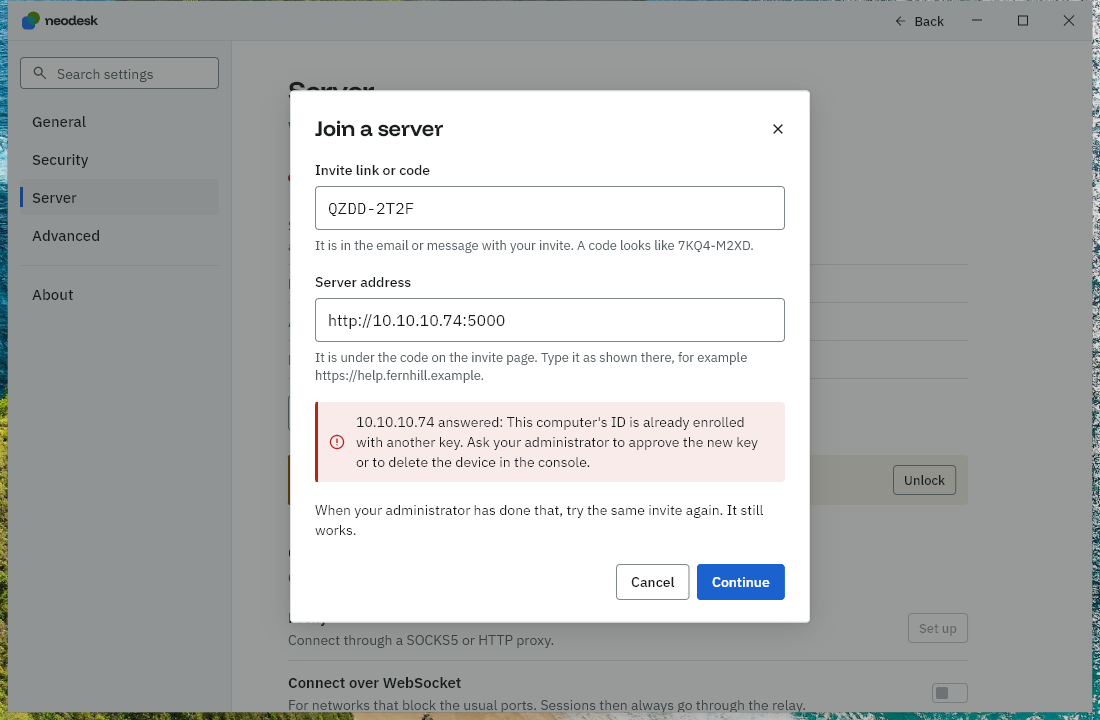 neodesk
Back
Search settings
General
Security
Server
Advanced
About
Join a server
Invite link or code
QZDD-2T2F
It is in the email or message with your invite. A code looks like 7KQ4-M2XD.
Server address
http://10.10.10.74:5000
It is under the code on the invite page. Type it as shown there, for example
https://help.fernhill.example.
10.10.10.74 answered: This computer's ID is already enrolled
with another key. Ask your administrator to approve the new key
or to delete the device in the console.
When your administrator has done that, try the same invite again. It still
works.
Cancel
Continue
Unlock
Set up
Connect through a SOCKS5 or HTTP proxy.
Connect over WebSocket
For networks that block the usual ports. Sessions then always go through the relay.